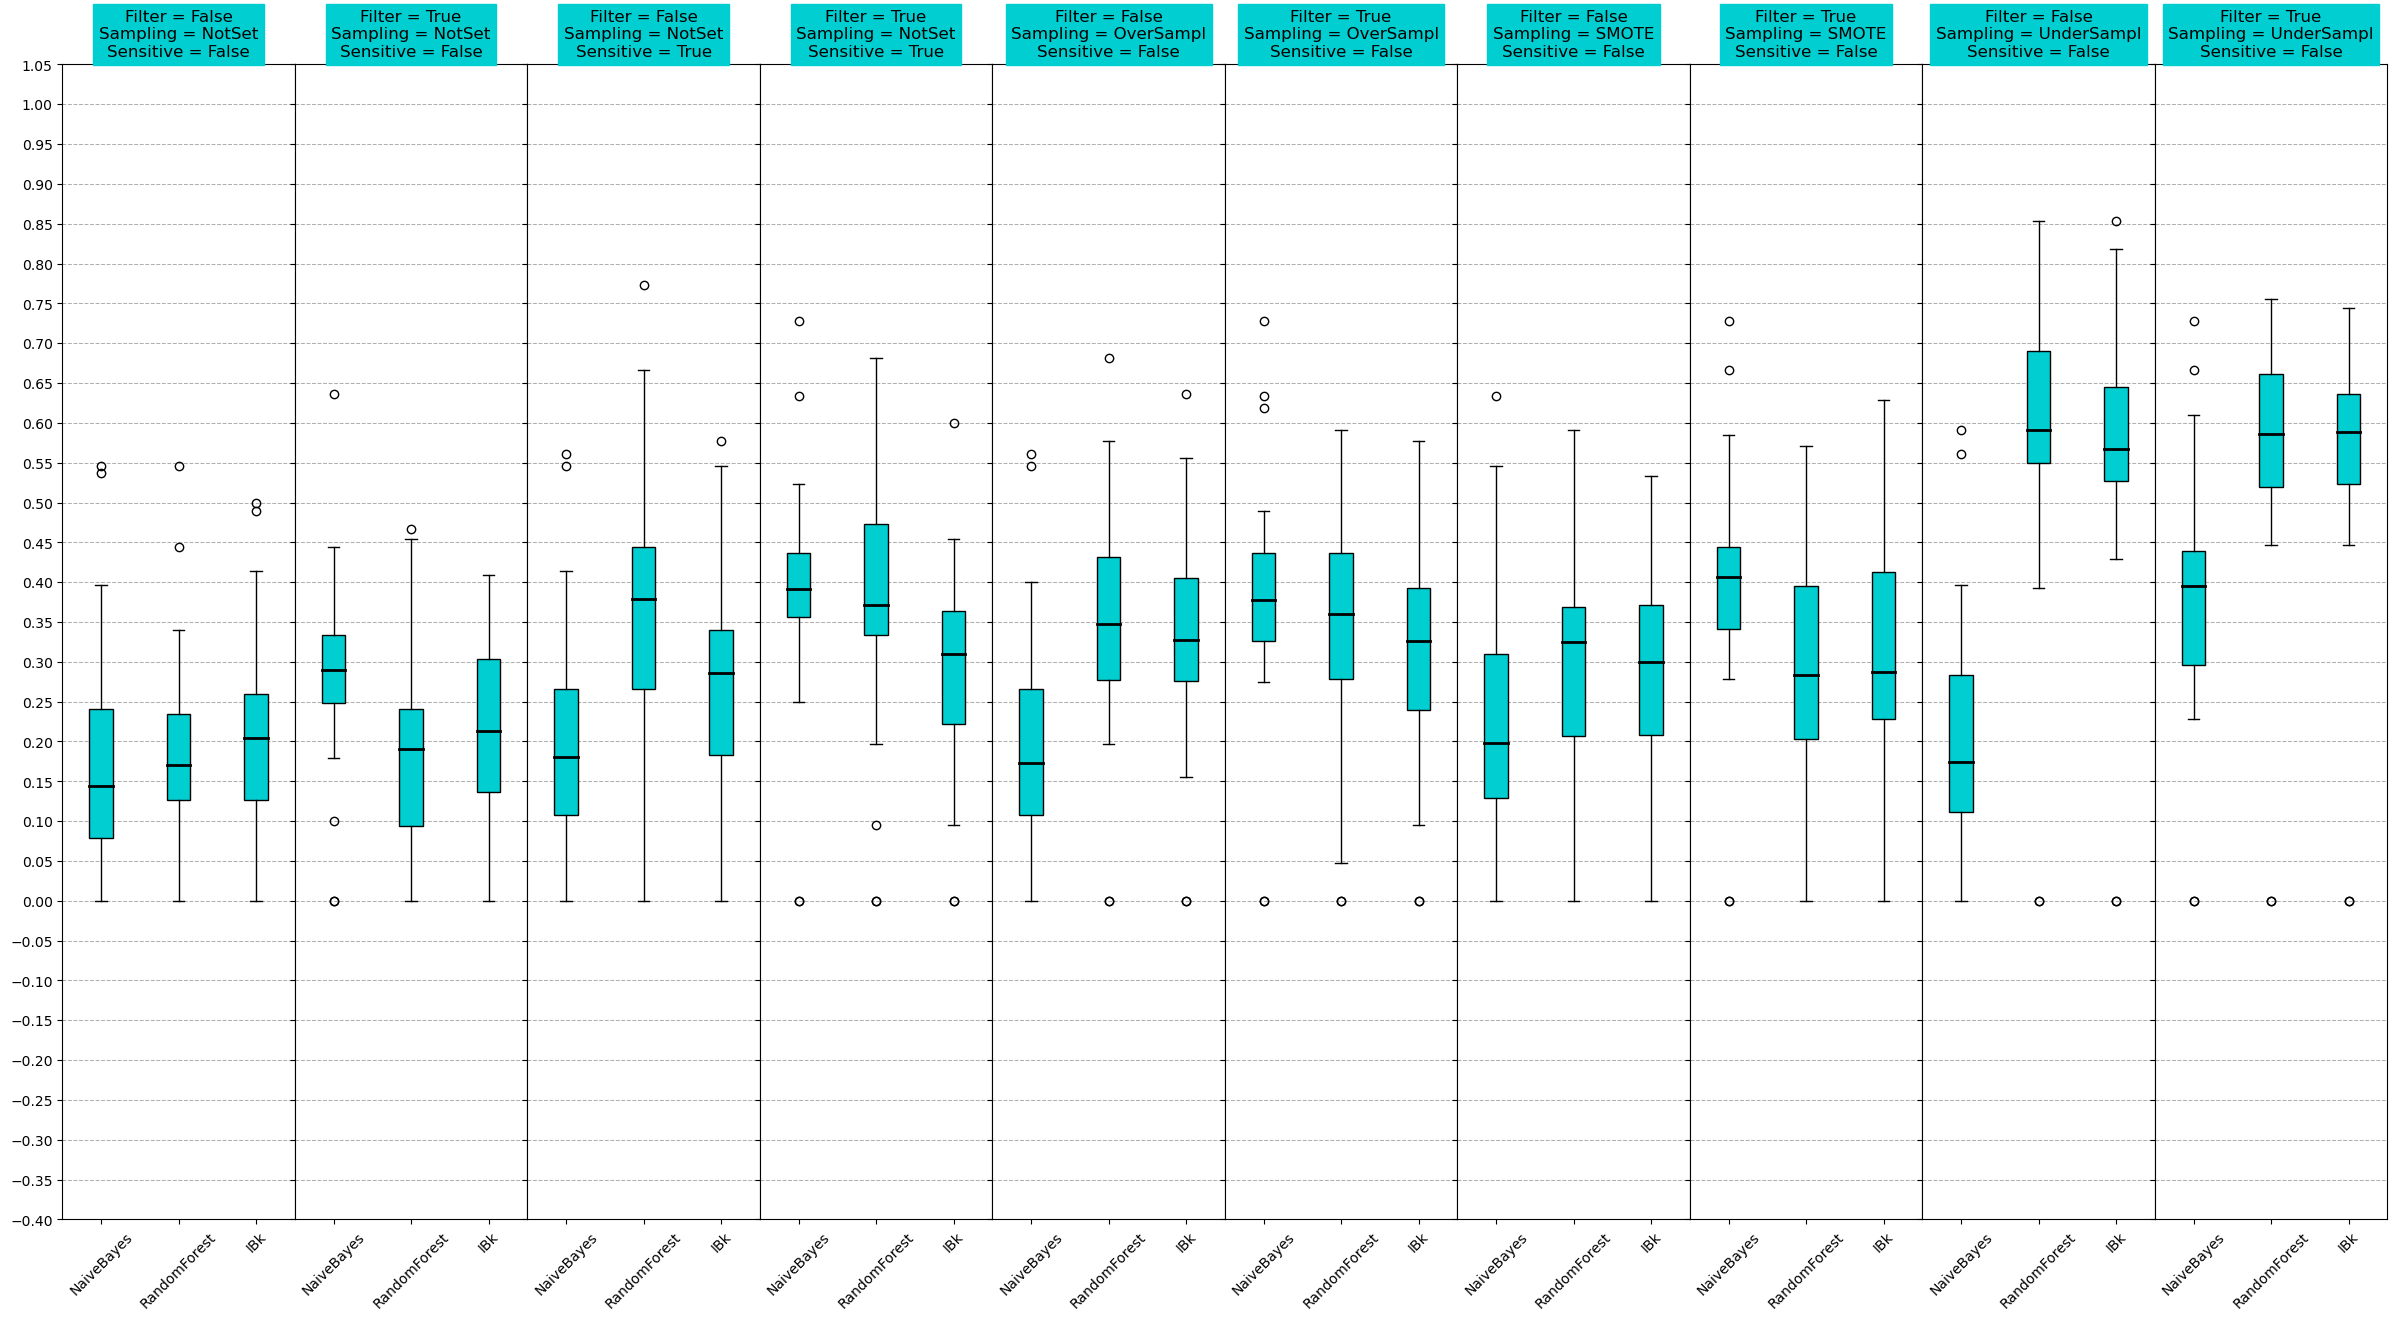 Filter = False
Sampling = NotSet
Sensitive = False
Filter = True
Sampling = NotSet
Sensitive = False
Filter = False
Sampling = NotSet
Sensitive = True
Filter = True
Sampling = NotSet
Sensitive = True
Filter = False
Sampling = OverSampl
Sensitive = False
Filter = True
Sampling = OverSampl
Sensitive = False
Filter = False
Sampling = SMOTE
Sensitive = False
Filter = True
Sampling = SMOTE
Sensitive = False
Filter = False
Sampling = UnderSampl
Sensitive = False
Filter = True
Sampling = UnderSampl
Sensitive = False
1.05
1.00
0.95
0.90
0.85
0.80
0.75
0.70
0.65
0.60
0.55
0.50
0.45
0.40
0.35
0.30
0.25
0.20
0.15
0.10
0.05
0.00
−0.05
−0.10
−0.15
−0.20
−0.25
−0.30
−0.35
−0.40
NaiveBayes
RandomForest
IBk
NaiveBayes
RandomForest
IBk
NaiveBayes
RandomForest
IBk
NaiveBayes
RandomForest
IBk
NaiveBayes
RandomForest
IBk
NaiveBayes
RandomForest
IBk
NaiveBayes
RandomForest
IBk
NaiveBayes
RandomForest
IBk
NaiveBayes
RandomForest
IBk
NaiveBayes
RandomForest
IBk